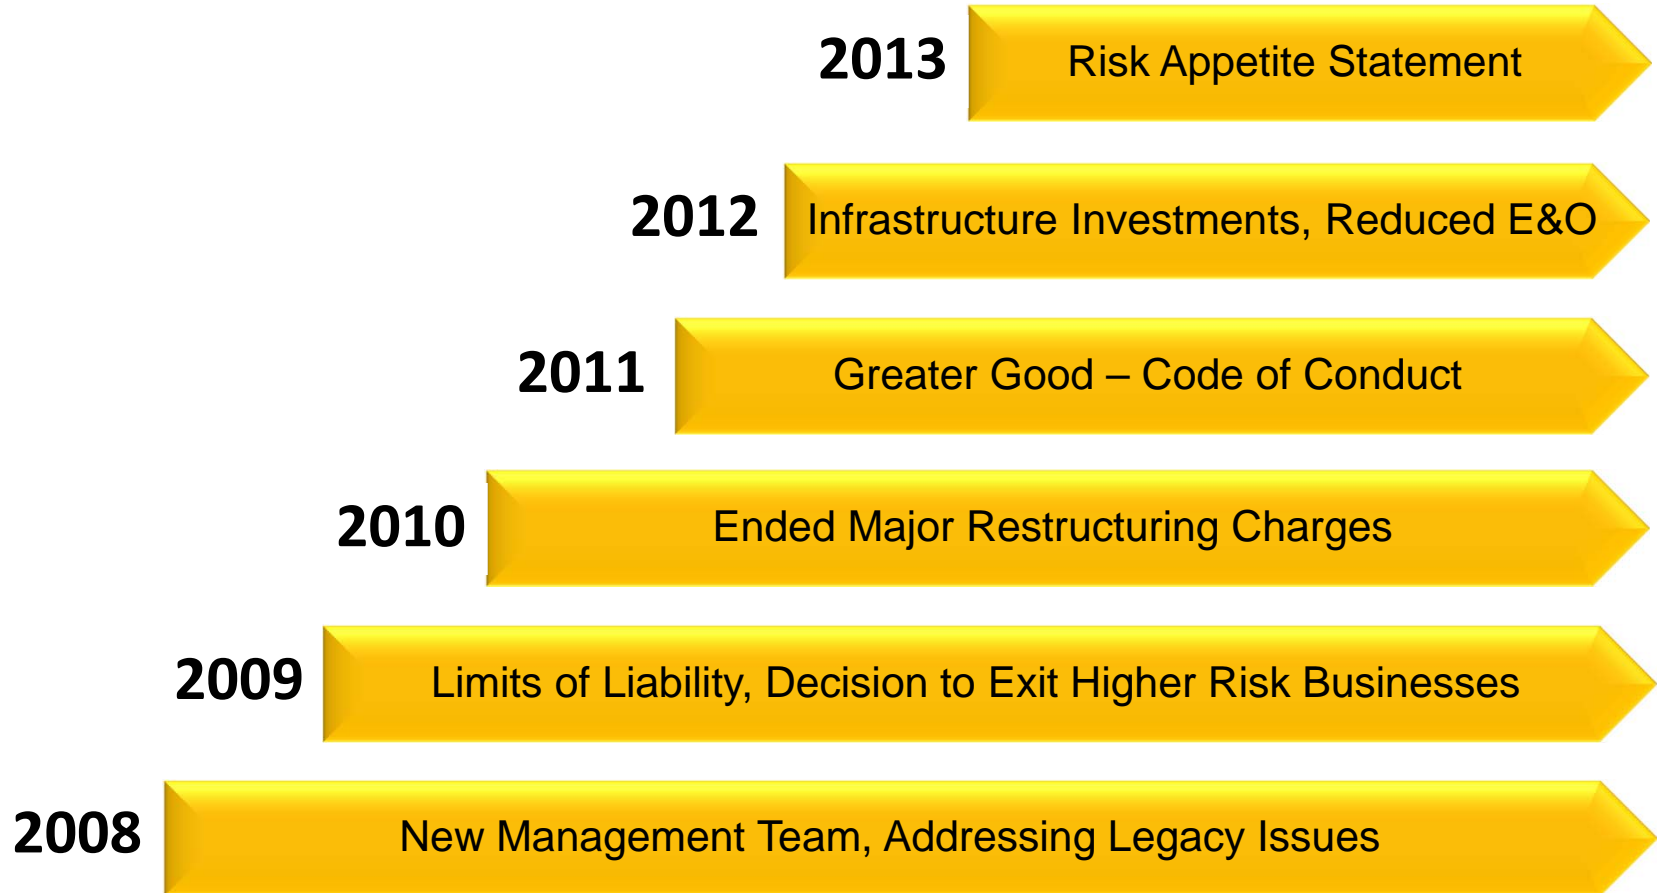 2013 Risk Appetite Statement
2012 Infrastructure Investments, Reduced E&O
2011 Greater Good – Code of Conduct
2010 Ended Major Restructuring Charges
2009 Limits of Liability, Decision to Exit Higher Risk Businesses
2008 New Management Team, Addressing Legacy Issues